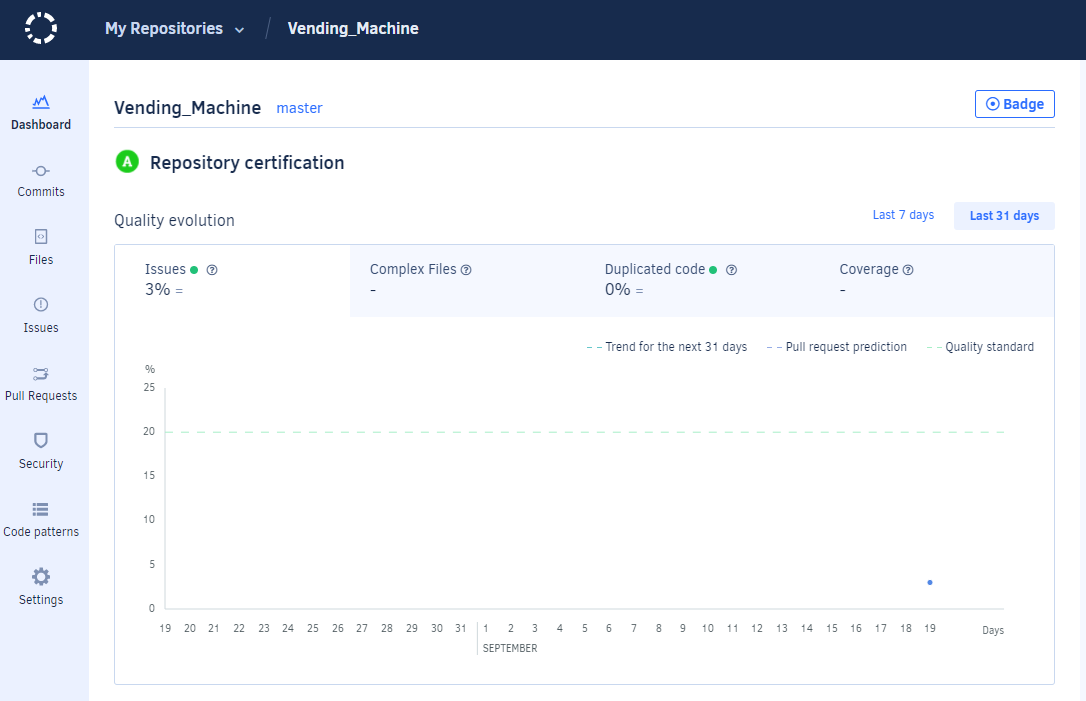 My Repositories / Vending_Machine
Dashboard
Commits
Files
Issues
Pull Requests
Security
Code patterns
Settings
Vending_Machine master
Badge
A Repository certification
Quality evolution
Last 7 days Last 31 days
Issues ? Complex Files ? Duplicated code ? Coverage ?
3% = - 0% = -
Trend for the next 31 days Pull request prediction Quality standard
%
25
20
15
10
5
0
19 20 21 22 23 24 25 26 27 28 29 30 31 1 2 3 4 5 6 7 8 9 10 11 12 13 14 15 16 17 18 19 Days
SEPTEMBER